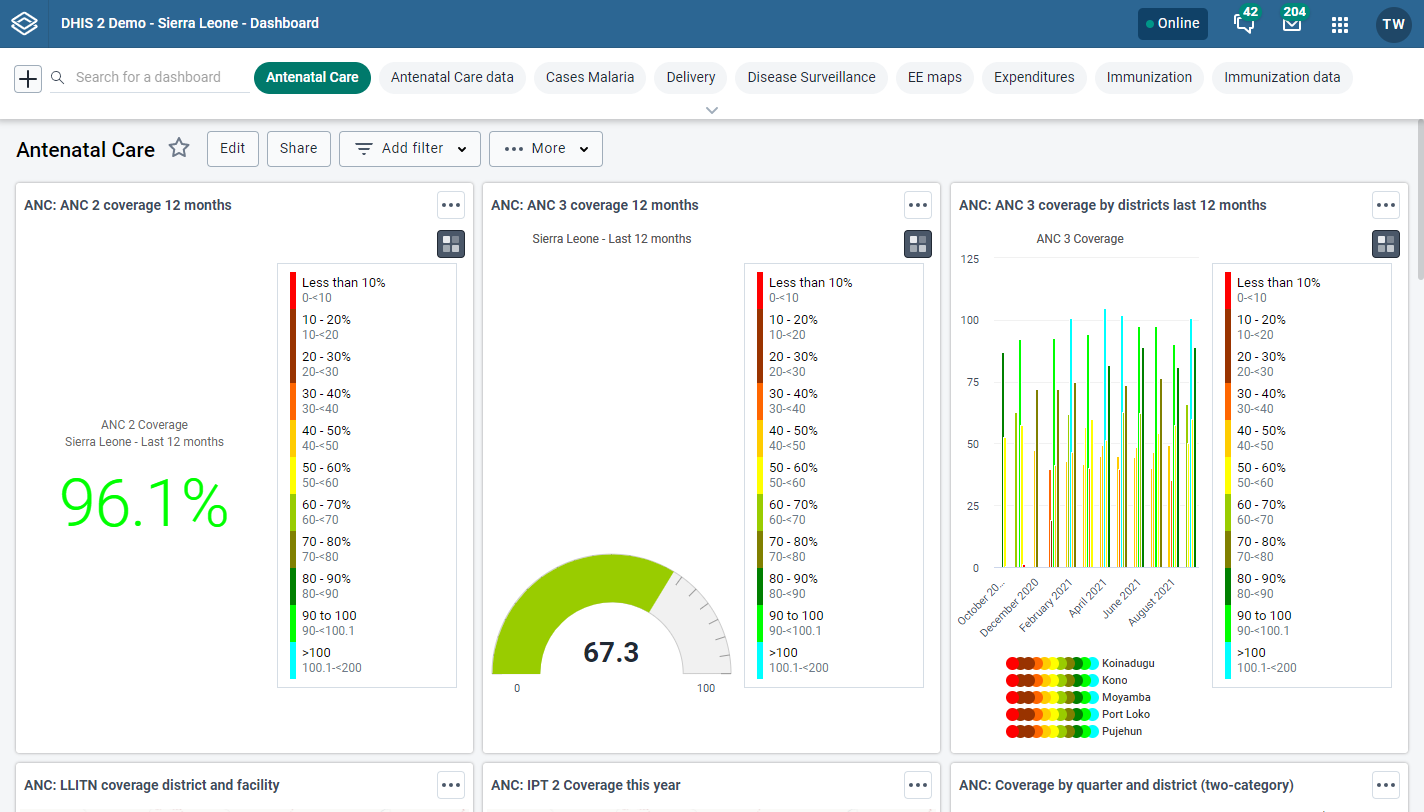 DHIS 2 Demo - Sierra Leone - Dashboard
Online
42
204
TW
Search for a dashboard
Antenatal Care
Antenatal Care data
Cases Malaria
Delivery
Disease Surveillance
EE maps
Expenditures
Immunization
Immunization data
Antenatal Care
Edit
Share
Add filter
More
ANC: ANC 2 coverage 12 months
ANC 2 Coverage
Sierra Leone - Last 12 months
96.1%
Less than 10%
0-<10
10 - 20%
10-<20
20 - 30%
20-<30
30 - 40%
30-<40
40 - 50%
40-<50
50 - 60%
50-<60
60 - 70%
60-<70
70 - 80%
70-<80
80 - 90%
80-<90
90 to 100
90-<100.1
>100
100.1-<200
ANC: ANC 3 coverage 12 months
Sierra Leone - Last 12 months
67.3
0
100
Less than 10%
0-<10
10 - 20%
10-<20
20 - 30%
20-<30
30 - 40%
30-<40
40 - 50%
40-<50
50 - 60%
50-<60
60 - 70%
60-<70
70 - 80%
70-<80
80 - 90%
80-<90
90 to 100
90-<100.1
>100
100.1-<200
ANC: ANC 3 coverage by districts last 12 months
ANC 3 Coverage
125
100
75
50
25
0
October 20...
December 2020
February 2021
April 2021
June 2021
August 2021
Koinadugu
Kono
Moyamba
Port Loko
Pujehun
Less than 10%
0-<10
10 - 20%
10-<20
20 - 30%
20-<30
30 - 40%
30-<40
40 - 50%
40-<50
50 - 60%
50-<60
60 - 70%
60-<70
70 - 80%
70-<80
80 - 90%
80-<90
90 to 100
90-<100.1
>100
100.1-<200
ANC: LLITN coverage district and facility
ANC: IPT 2 Coverage this year
ANC: Coverage by quarter and district (two-category)